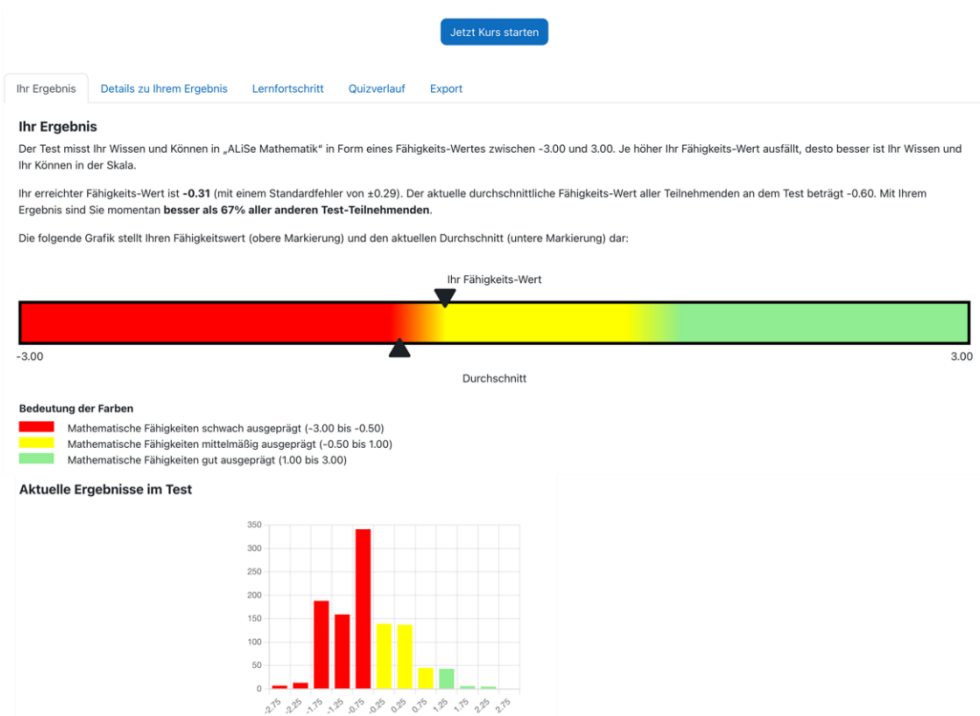 Jetzt Kurs starten
Ihr Ergebnis Details zu Ihrem Ergebnis Lernfortschritt Quizverlauf Export
Ihr Ergebnis
Der Test misst Ihr Wissen und Können in „ALiSe Mathematik“ in Form eines Fähigkeits-Wertes zwischen -3.00 und 3.00. Je höher Ihr Fähigkeits-Wert ausfällt, desto besser ist Ihr Wissen und
Ihr Können in der Skala.
Ihr erreichter Fähigkeits-Wert ist -0.31 (mit einem Standardfehler von ±0.29). Der aktuelle durchschnittliche Fähigkeits-Wert aller Teilnehmenden an dem Test beträgt -0.60. Mit Ihrem
Ergebnis sind Sie momentan besser als 67% aller anderen Test-Teilnehmenden.
Die folgende Grafik stellt Ihren Fähigkeitswert (obere Markierung) und den aktuellen Durchschnitt (untere Markierung) dar:
Ihr Fähigkeits-Wert
-3.00 3.00
Durchschnitt
Bedeutung der Farben
Mathematische Fähigkeiten schwach ausgeprägt (-3.00 bis -0.50)
Mathematische Fähigkeiten mittelmäßig ausgeprägt (-0.50 bis 1.00)
Mathematische Fähigkeiten gut ausgeprägt (1.00 bis 3.00)
Aktuelle Ergebnisse im Test
350
300
250
200
150
100
50
0
-2.75 -2.25 -1.75 -1.25 -0.75 -0.25 0.25 0.75 1.25 1.75 2.25 2.75